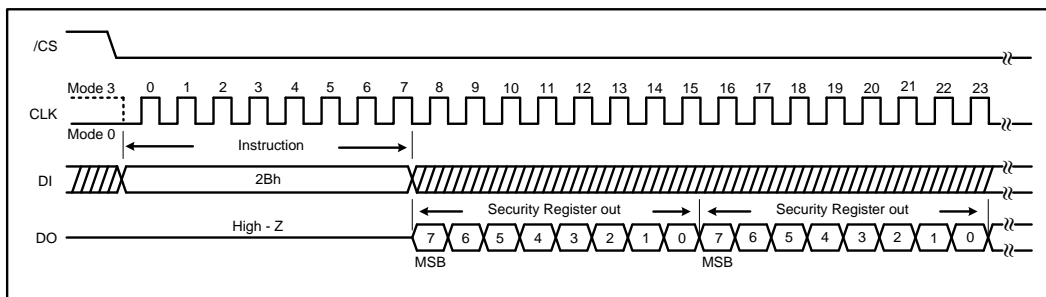 /CS
Mode 3 0 1 2 3 4 5 6 7 8 9 10 11 12 13 14 15 16 17 18 19 20 21 22 23
CLK
Mode 0
Instruction
DI 2Bh
Security Register out Security Register out
DO High - Z 7 6 5 4 3 2 1 0 7 6 5 4 3 2 1 0
MSB MSB